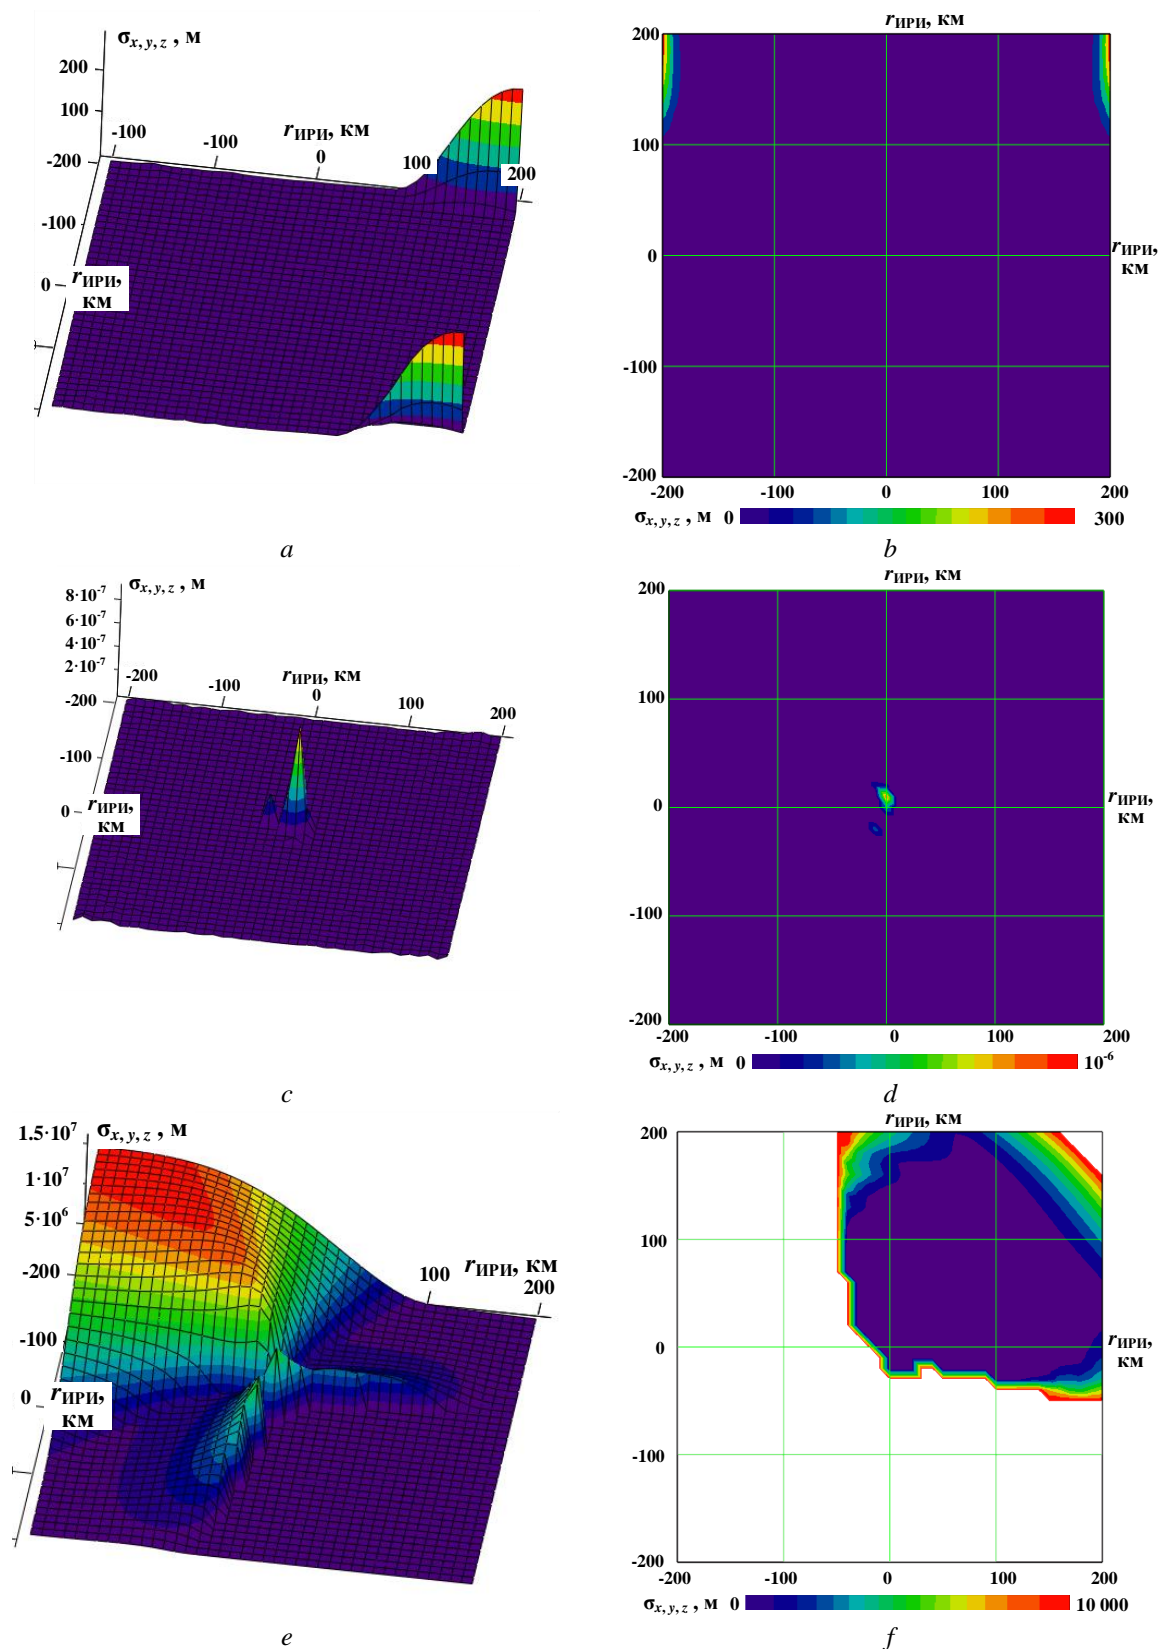 σx, y, z , м
200
100
-200
-100
0
-100
-100
0
100
200
rИРИ, км
rИРИ,
км
a
rИРИ, км
200
100
0
-100
-200
-200
-100
0
100
200
rИРИ,
км
σx, y, z , м 0 300
b
σx, y, z , м
8·10-7
6·10-7
4·10-7
2·10-7
-200
-100
0
-200
-100
0
100
200
rИРИ, км
rИРИ,
км
c
rИРИ, км
200
100
0
-100
-200
-200
-100
0
100
200
rИРИ,
км
σx, y, z , м 0 10-6
d
σx, y, z , м
1.5·107
1·107
5·106
-200
-100
0
100
200
rИРИ, км
rИРИ,
км
e
rИРИ, км
200
100
0
-100
-200
-200
-100
0
100
200
rИРИ,
км
σx, y, z , м 0 10 000
f